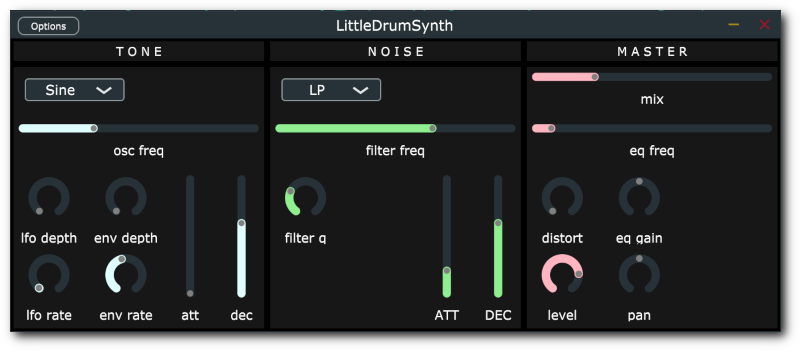 Options
LittleDrumSynth
TONE
NOISE
MASTER
Sine
LP
mix
osc freq
filter freq
eq freq
lfo depth
env depth
filter q
distort
eq gain
lfo rate
env rate
att
dec
ATT
DEC
level
pan